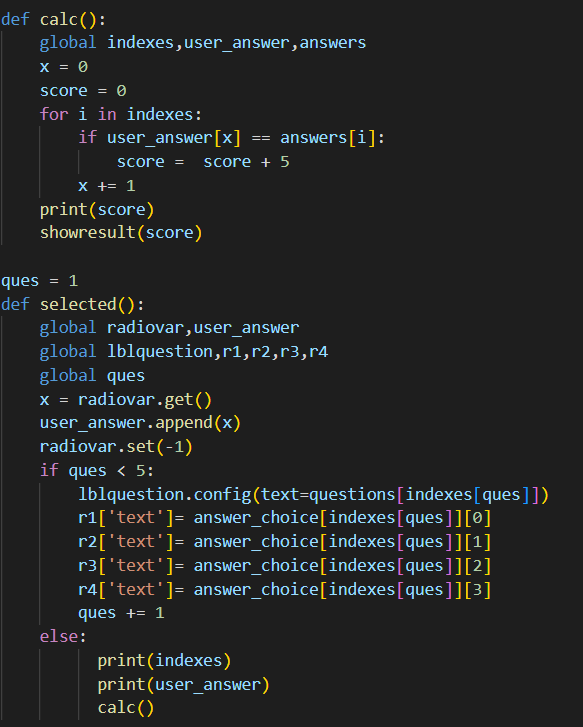 def calc():
    global indexes,user_answer,answers
    x = 0
    score = 0
    for i in indexes:
        if user_answer[x] == answers[i]:
            score =  score + 5
        x += 1
    print(score)
    showresult(score)

ques = 1
def selected():
    global radiovar,user_answer
    global lblquestion,r1,r2,r3,r4
    global ques
    x = radiovar.get()
    user_answer.append(x)
    radiovar.set(-1)
    if ques < 5:
        lblquestion.config(text=questions[indexes[ques]])
        r1['text']= answer_choice[indexes[ques]][0]
        r2['text']= answer_choice[indexes[ques]][1]
        r3['text']= answer_choice[indexes[ques]][2]
        r4['text']= answer_choice[indexes[ques]][3]
        ques += 1
    else:
          print(indexes)
          print(user_answer)
          calc()